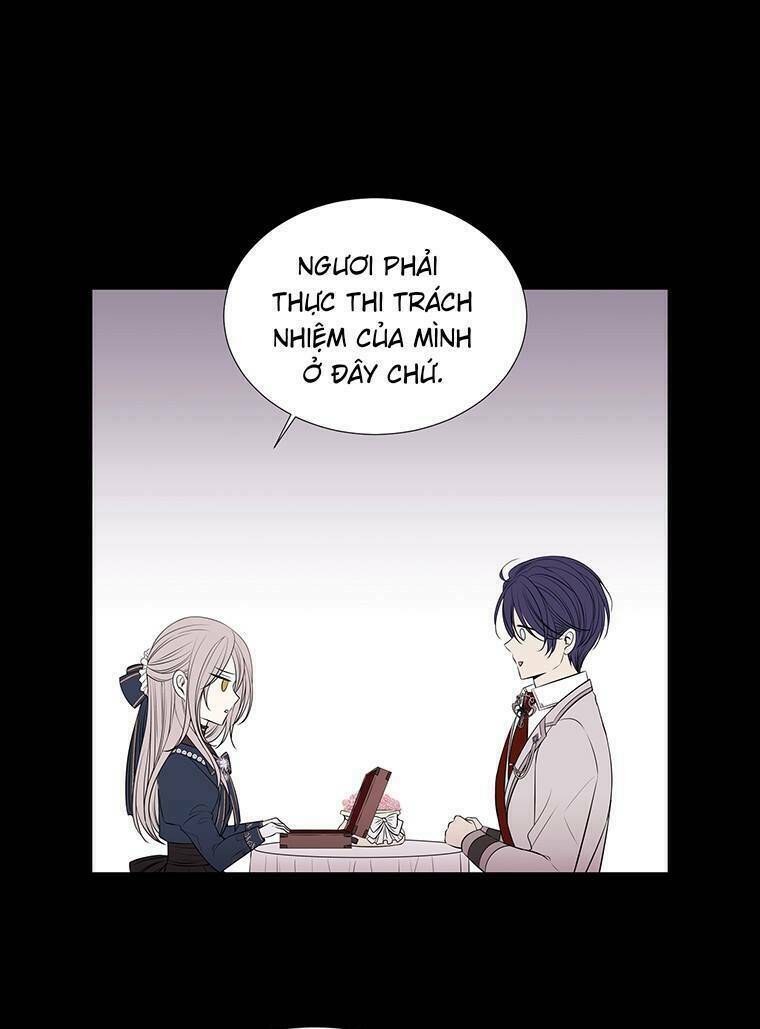 NGƯƠI PHẢI
THỰC THI TRÁCH
NHIỆM CỦA MÌNH
Ở ĐÂY CHỨ.